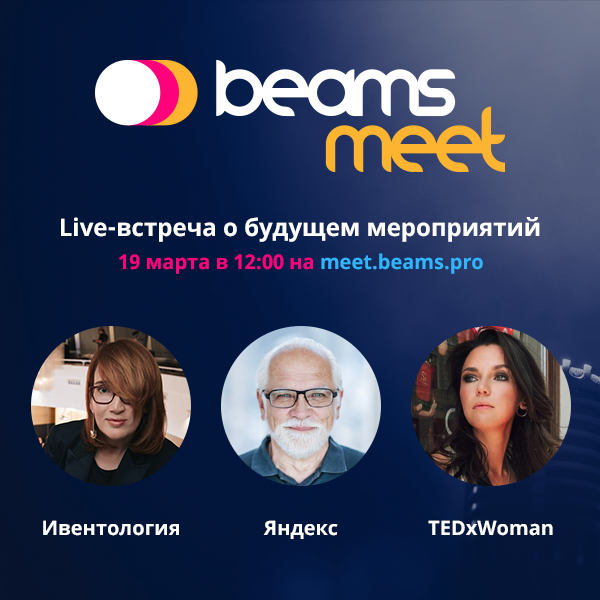 beams
meet
Live-встреча о будущем мероприятий
19 марта в 12:00 на meet.beams.pro
Ивентология Яндекс TEDxWoman